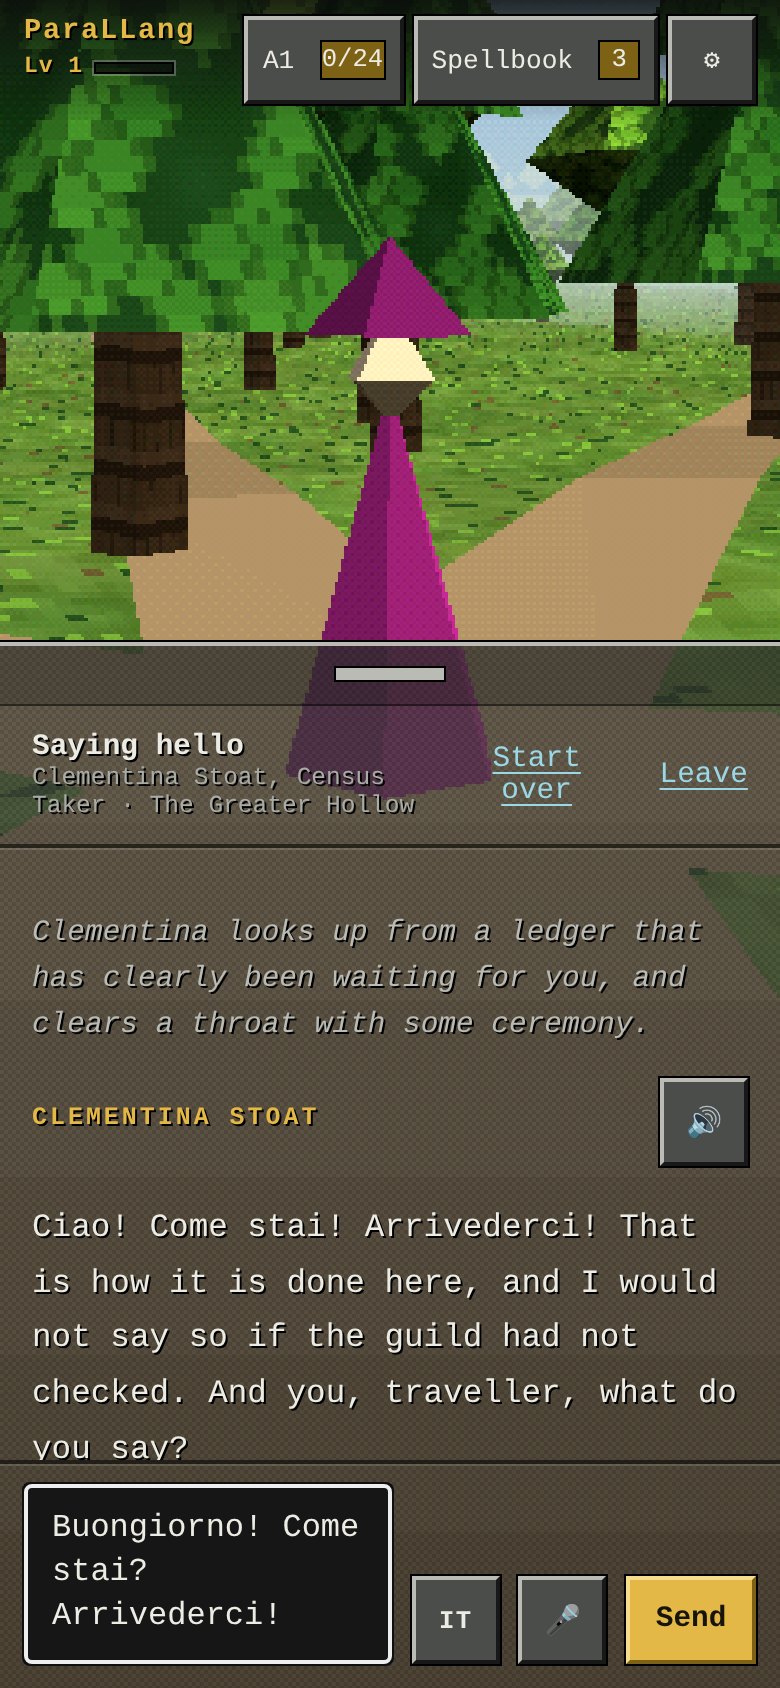 ParaLLang
Lv 1
A1 0/24
Spellbook 3
⚙
Saying hello
Clementina Stoat, Census
Taker · The Greater Hollow
Start
over
Leave
Clementina looks up from a ledger that
has clearly been waiting for you, and
clears a throat with some ceremony.
CLEMENTINA STOAT
Ciao! Come stai! Arrivederci! That
is how it is done here, and I would
not say so if the guild had not
checked. And you, traveller, what do
you say?
Buongiorno! Come
stai?
Arrivederci!
IT
Send